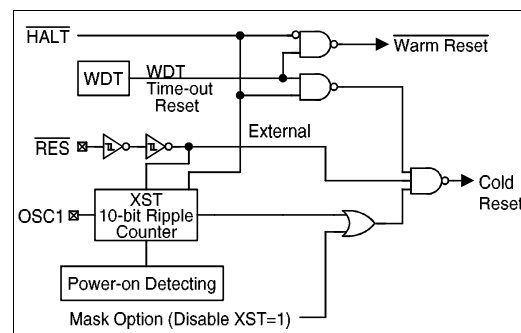 HALT
WDT
WDT
Time-out
Reset
Warm Reset
RES
External
XST
10-bit Ripple
Counter
OSC1
Cold
Reset
Power-on Detecting
Mask Option (Disable XST=1)